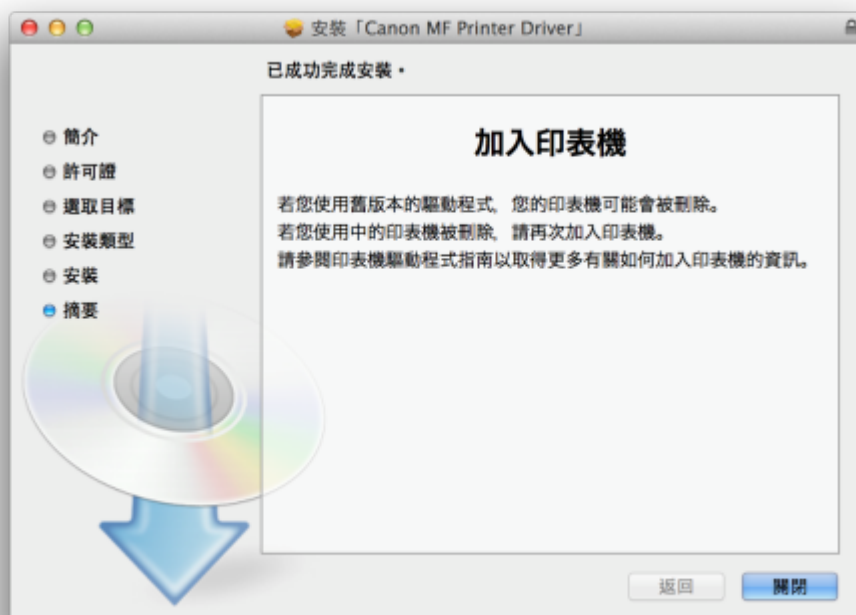 安裝「Canon MF Printer Driver」
已成功完成安裝。
簡介
許可證
選取目標
安裝類型
安裝
摘要
加入印表機
若您使用舊版本的驅動程式，您的印表機可能會被刪除。
若您使用中的印表機被刪除，請再次加入印表機。
請參閱印表機驅動程式指南以取得更多有關如何加入印表機的資訊。
返回
關閉